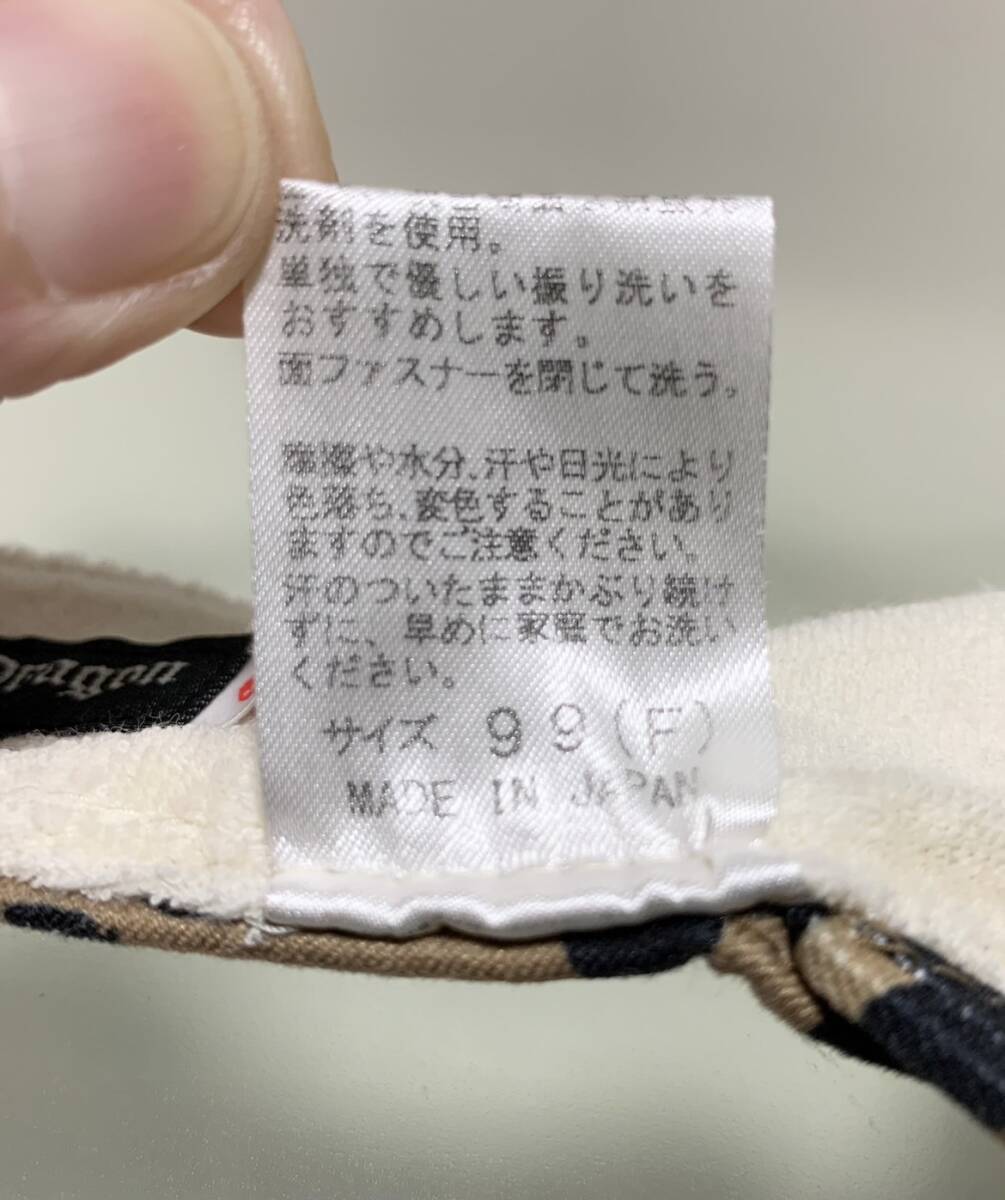 洗剤を使用。
単独で優しい振り洗いを
おすすめします。
面ファスナーを閉じて洗う。
摩擦や水分、汗や日光により
色落ち、変色することがあり
ますのでご注意ください。
汗のついたままかぶり続け
ずに、早めに家庭でお洗い
ください。
サイズ 99(F)
MADE IN JAPAN
Dragon